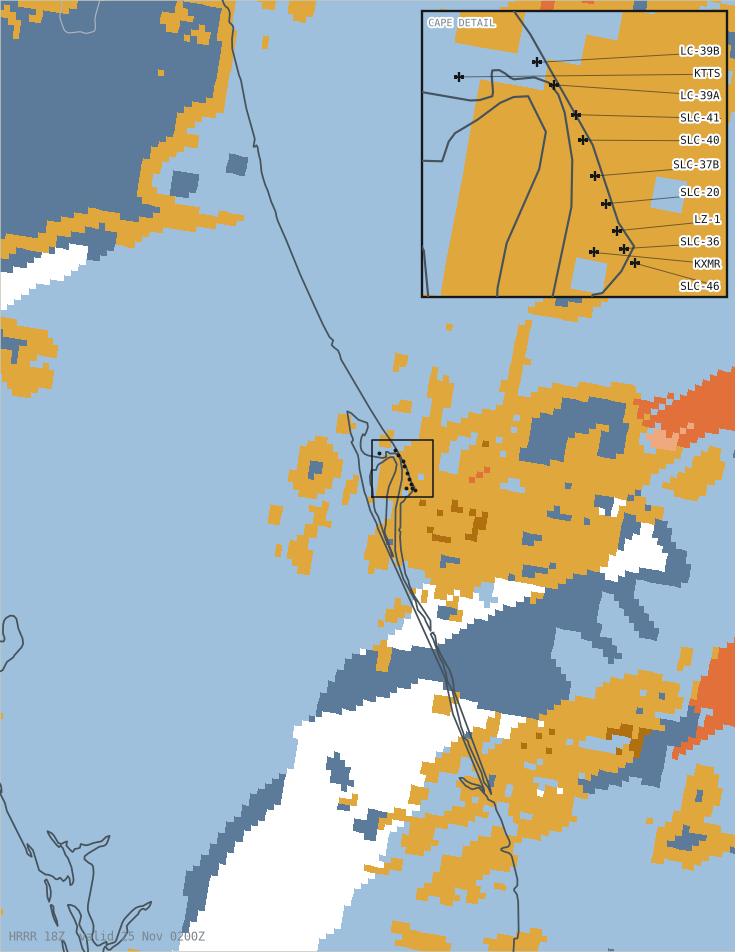 CAPE DETAIL
LC-39B
KTTS
LC-39A
SLC-41
SLC-40
SLC-37B
SLC-20
LZ-1
SLC-36
KXMR
SLC-46
HRRR 18Z valid 25 Nov 0200Z